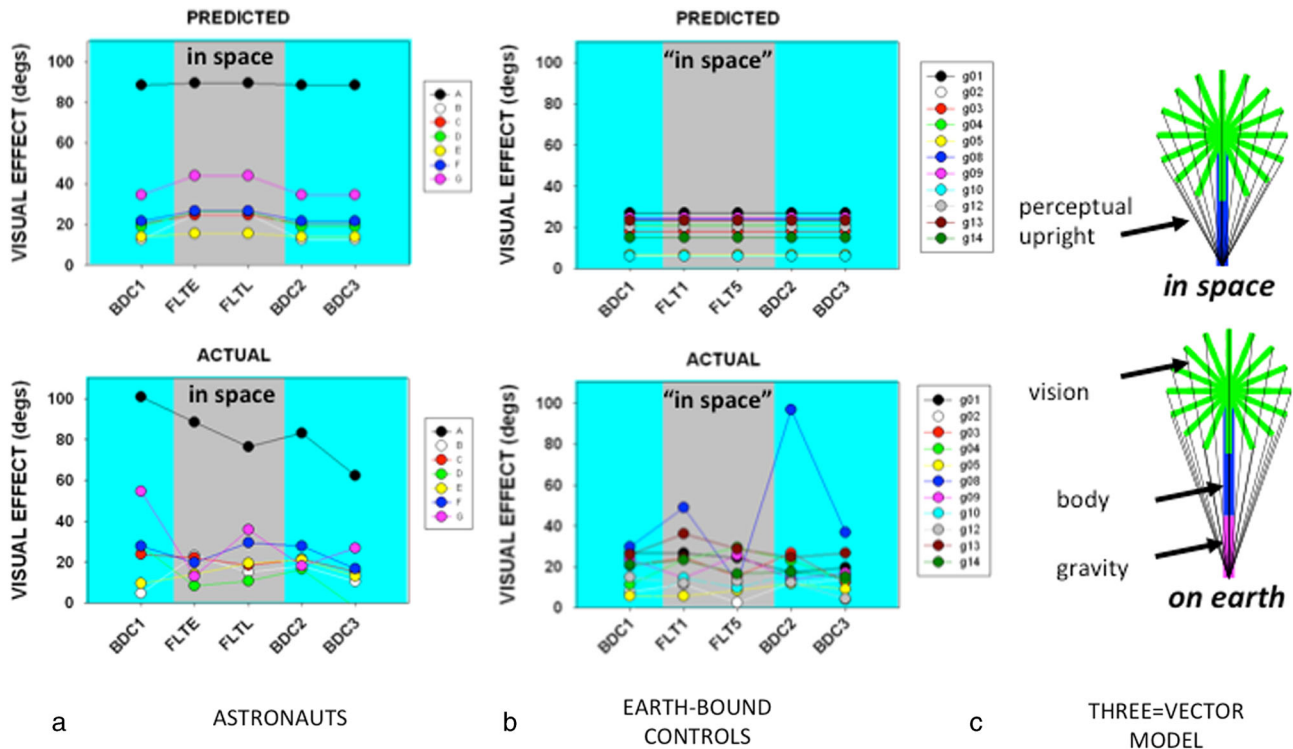 PREDICTED
in space
VISUAL EFFECT (degs)
100
80
60
40
20
0
BDC1
FLTE
FLTL
BDC2
BDC3
A
B
C
D
E
F
G
ACTUAL
in space
VISUAL EFFECT (degs)
100
80
60
40
20
0
BDC1
FLTE
FLTL
BDC2
BDC3
A
B
C
D
E
F
G
a
ASTRONAUTS
PREDICTED
“in space”
VISUAL EFFECT (degs)
100
80
60
40
20
0
BDC1
FLT1
FLT5
BDC2
BDC3
g01
g02
g03
g04
g05
g08
g09
g10
g12
g13
g14
ACTUAL
“in space”
VISUAL EFFECT (degs)
100
80
60
40
20
0
BDC1
FLT1
FLT5
BDC2
BDC3
g01
g02
g03
g04
g05
g08
g09
g10
g12
g13
g14
b
EARTH-BOUND
CONTROLS
perceptual
upright
in space
vision
body
gravity
on earth
c
THREE=VECTOR
MODEL